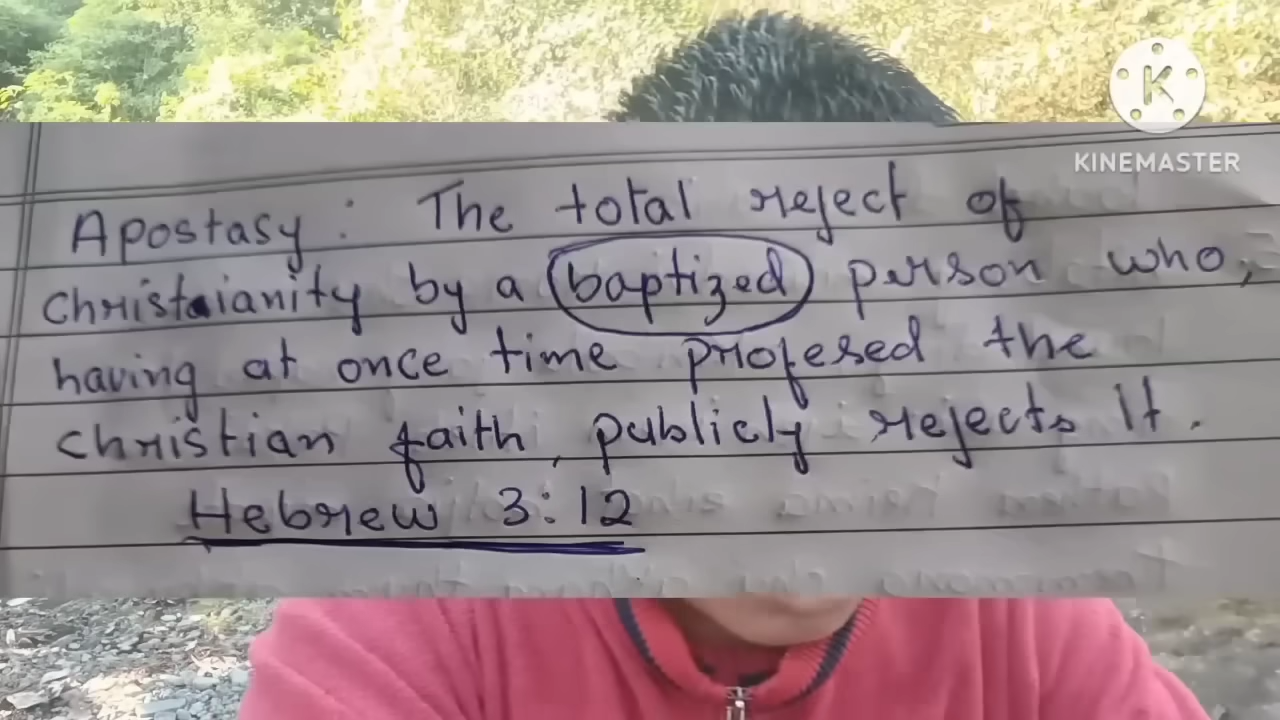 KINEMASTER
Apostasy : The total reject of
christaianity by a baptized person who,
having at once time profesed the
christian faith, publicly rejects It.
Hebrew 3:12